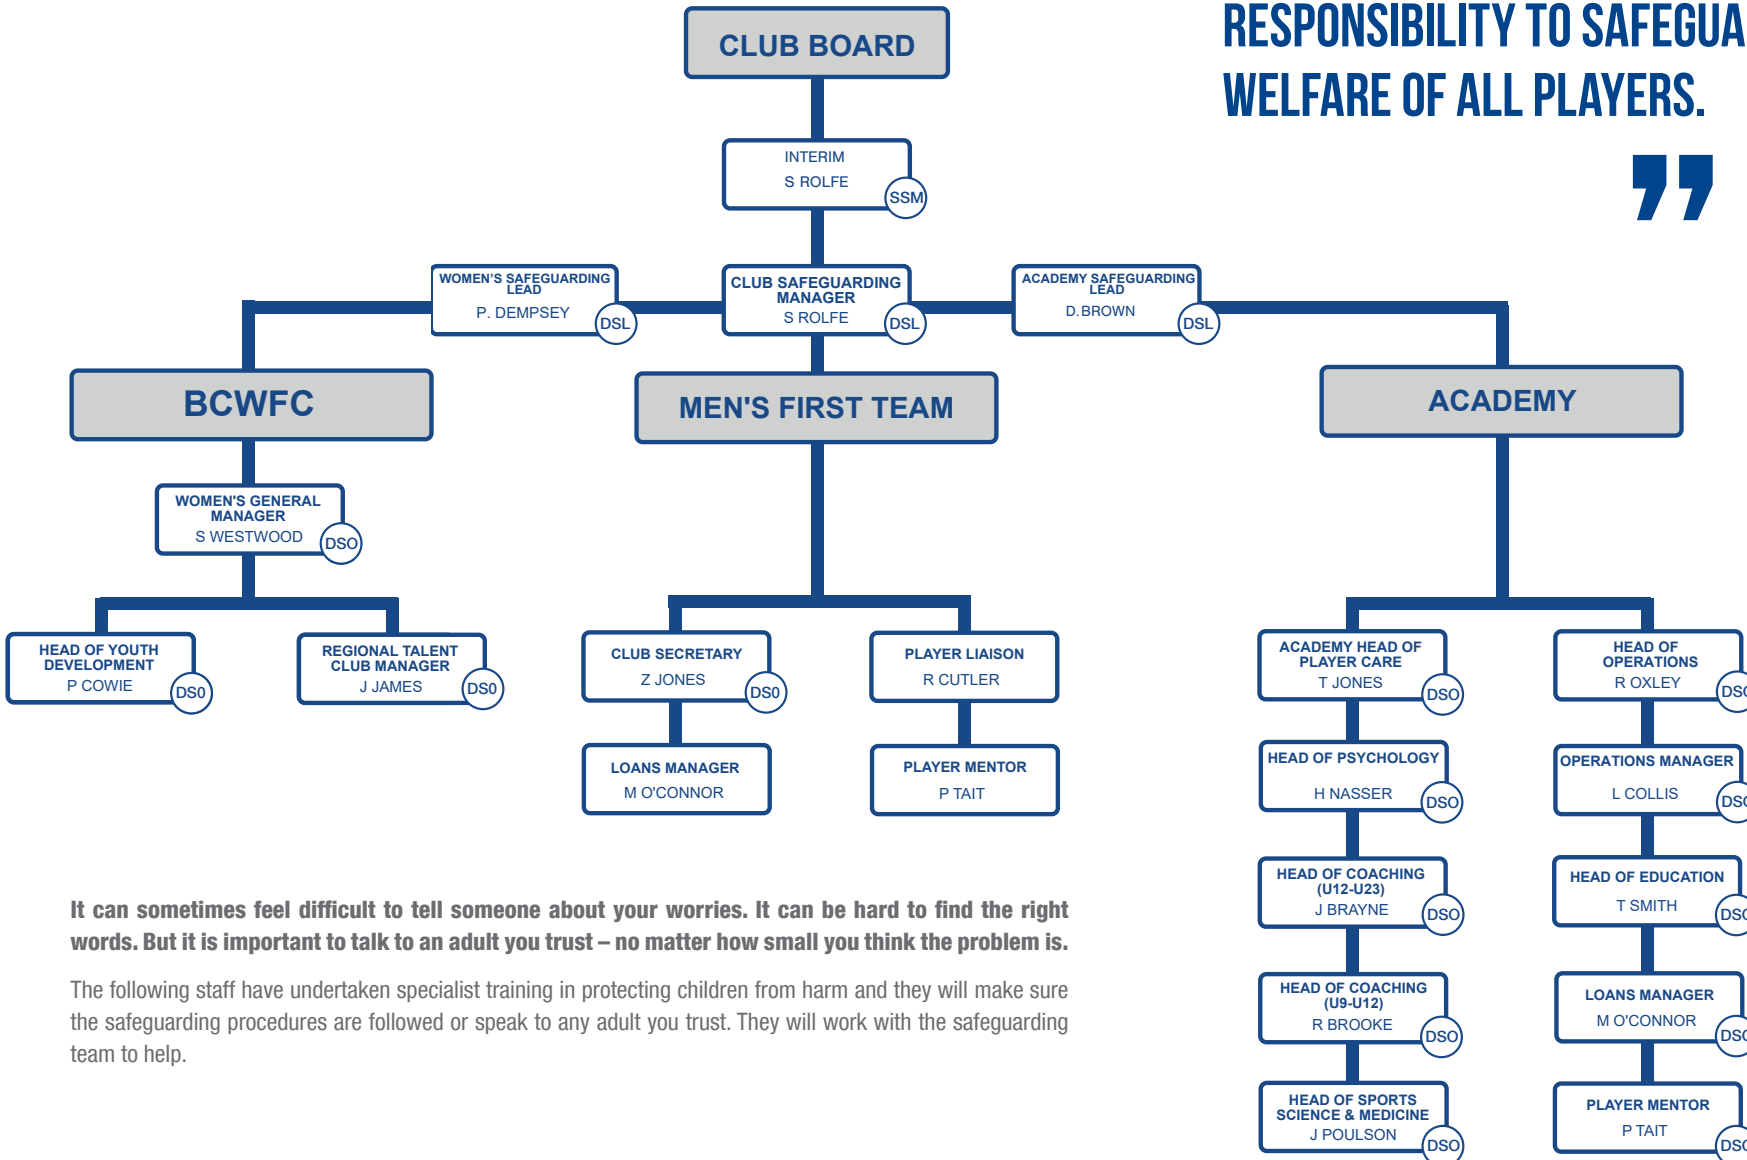 RESPONSIBILITY TO SAFEGUA
WELFARE OF ALL PLAYERS.
”
CLUB BOARD
INTERIM
S ROLFE
SSM
WOMEN’S SAFEGUARDING
LEAD
P. DEMPSEY
DSL
CLUB SAFEGUARDING
MANAGER
S ROLFE
DSL
ACADEMY SAFEGUARDING
LEAD
D.BROWN
DSL
BCWFC
MEN'S FIRST TEAM
ACADEMY
WOMEN'S GENERAL
MANAGER
S WESTWOOD
DSO
HEAD OF YOUTH
DEVELOPMENT
P COWIE
DS0
REGIONAL TALENT
CLUB MANAGER
J JAMES
DS0
CLUB SECRETARY
Z JONES
DS0
PLAYER LIAISON
R CUTLER
LOANS MANAGER
M O'CONNOR
PLAYER MENTOR
P TAIT
ACADEMY HEAD OF
PLAYER CARE
T JONES
DSO
HEAD OF
OPERATIONS
R OXLEY
DSO
HEAD OF PSYCHOLOGY
H NASSER
DSO
OPERATIONS MANAGER
L COLLIS
DSO
HEAD OF COACHING
(U12-U23)
J BRAYNE
DSO
HEAD OF EDUCATION
T SMITH
DSO
HEAD OF COACHING
(U9-U12)
R BROOKE
DSO
LOANS MANAGER
M O'CONNOR
DSO
HEAD OF SPORTS
SCIENCE & MEDICINE
J POULSON
DSO
PLAYER MENTOR
P TAIT
DSO
It can sometimes feel difficult to tell someone about your worries. It can be hard to find the right
words. But it is important to talk to an adult you trust – no matter how small you think the problem is.
The following staff have undertaken specialist training in protecting children from harm and they will make sure
the safeguarding procedures are followed or speak to any adult you trust. They will work with the safeguarding
team to help.